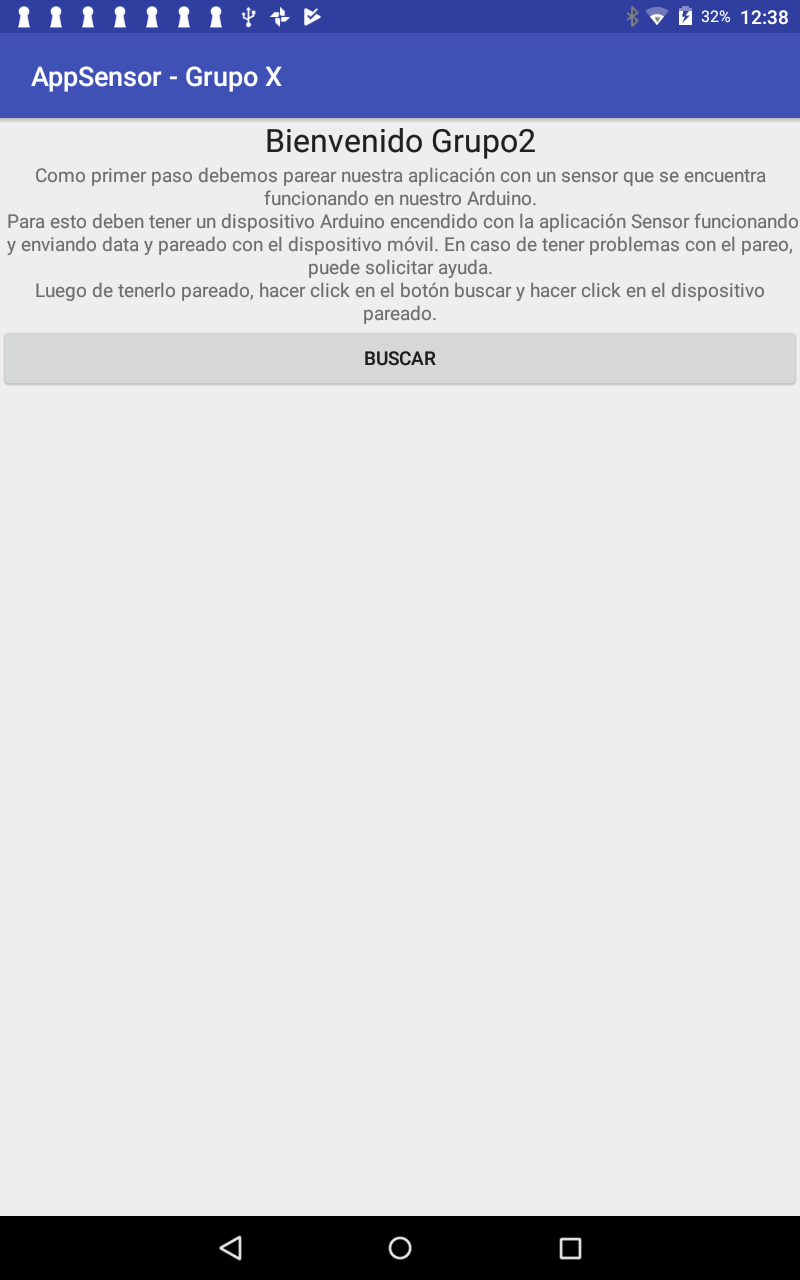 32% 12:38
AppSensor - Grupo X
Bienvenido Grupo2
Como primer paso debemos parear nuestra aplicación con un sensor que se encuentra
funcionando en nuestro Arduino.
Para esto deben tener un dispositivo Arduino encendido con la aplicación Sensor funcionando
y enviando data y pareado con el dispositivo móvil. En caso de tener problemas con el pareo,
puede solicitar ayuda.
Luego de tenerlo pareado, hacer click en el botón buscar y hacer click en el dispositivo
pareado.
BUSCAR